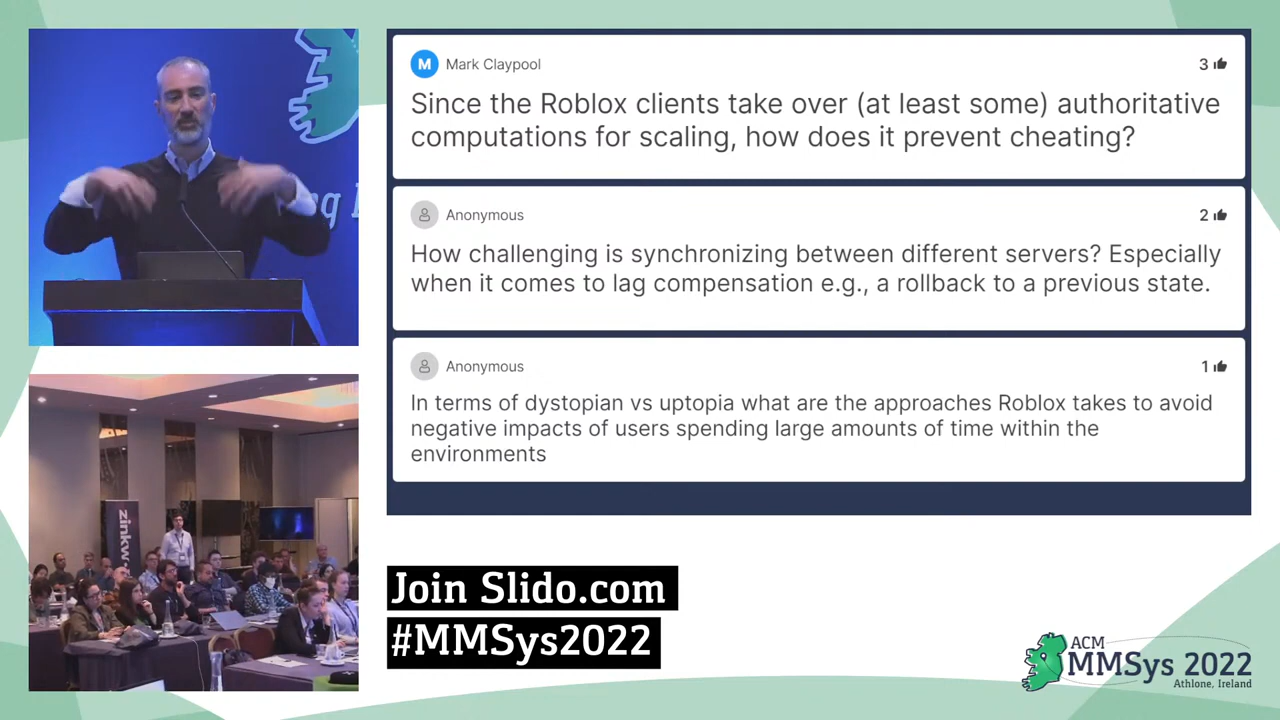 M Mark Claypool 3
Since the Roblox clients take over (at least some) authoritative
computations for scaling, how does it prevent cheating?
Anonymous 2
How challenging is synchronizing between different servers? Especially
when it comes to lag compensation e.g., a rollback to a previous state.
Anonymous 1
In terms of dystopian vs uptopia what are the approaches Roblox takes to avoid
negative impacts of users spending large amounts of time within the
environments
zinkw
Join Slido.com
#MMSys2022
ACM
MMSys 2022
Athlone, Ireland